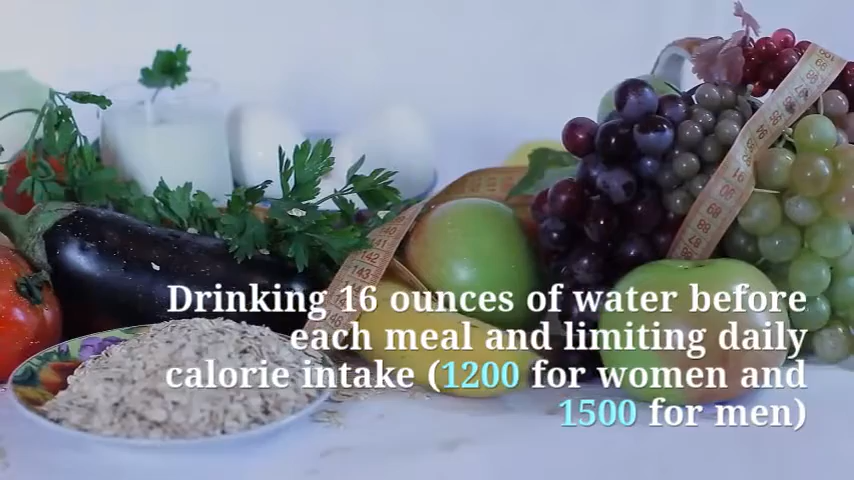 Drinking 16 ounces of water before
each meal and limiting daily
calorie intake (1200 for women and
1500 for men)